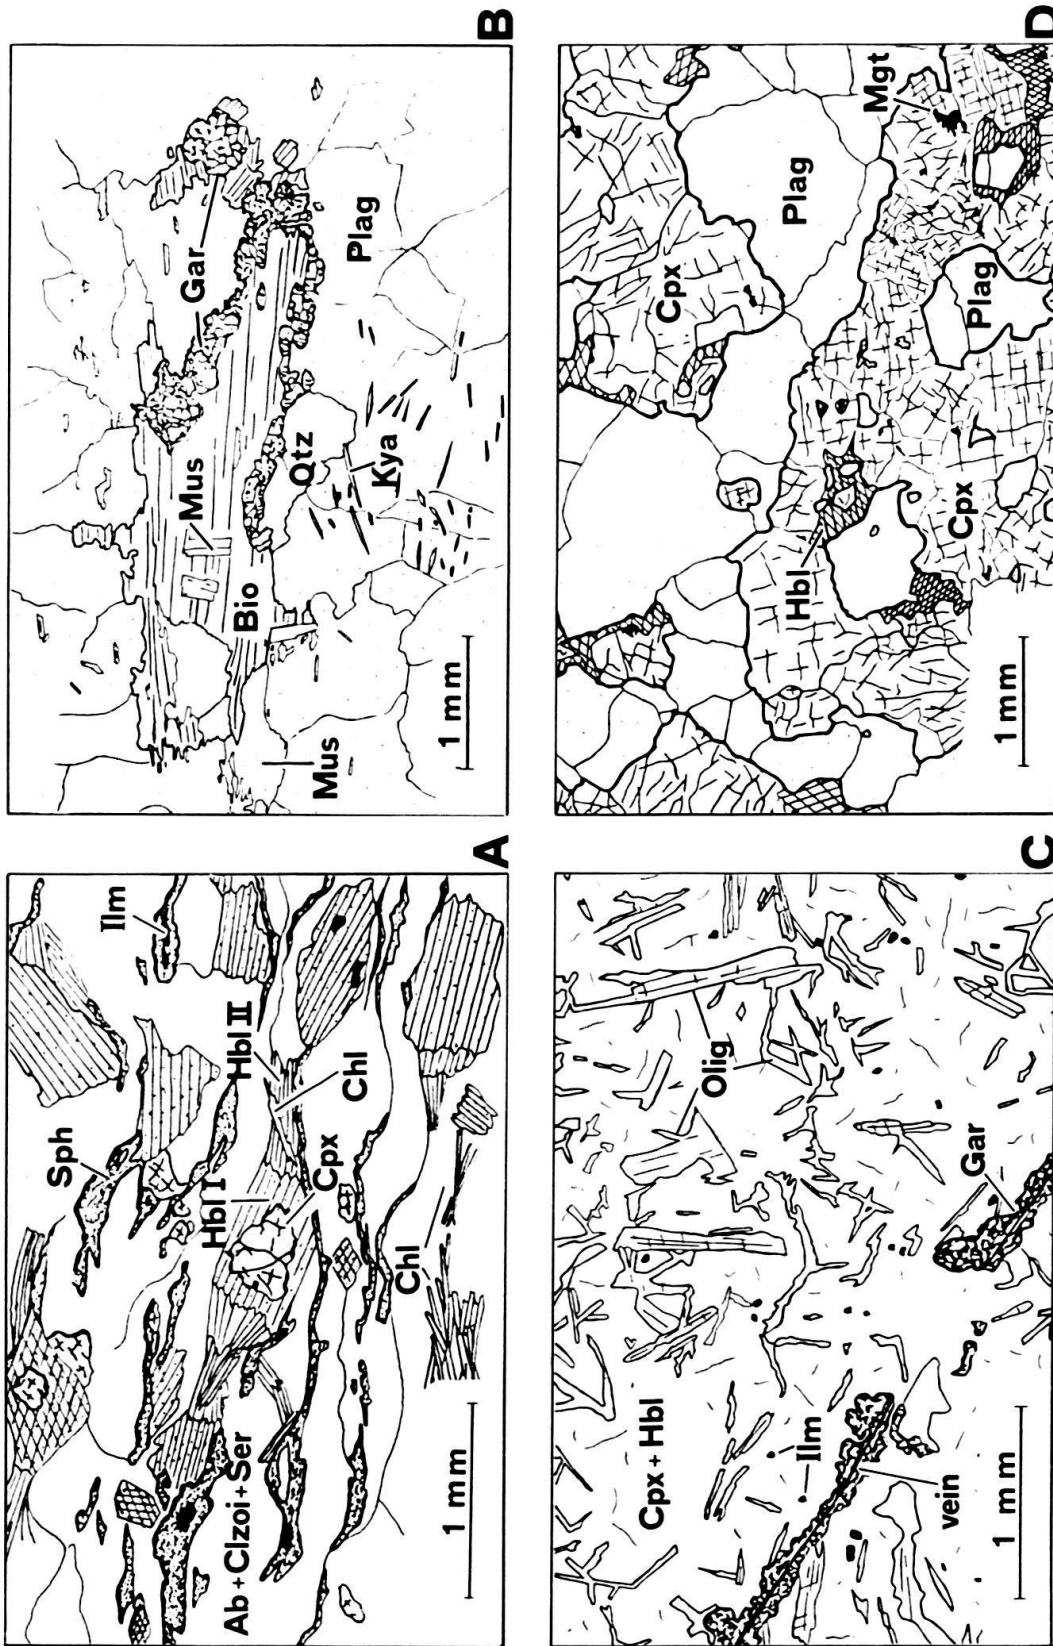 A
Ilm
Sph
Hbl I
Hbl II
Chl
Cpx
Chl
Ab + Clzoi + Ser
1 mm
B
Gar
Mus
Bio
Qtz
Kya
Plag
Mus
1 mm
C
Cpx + Hbl
Olig
Ilm
vein
Gar
1 mm
D
Cpx
Plag
Mgt
Hbl
Cpx
Plag
1 mm